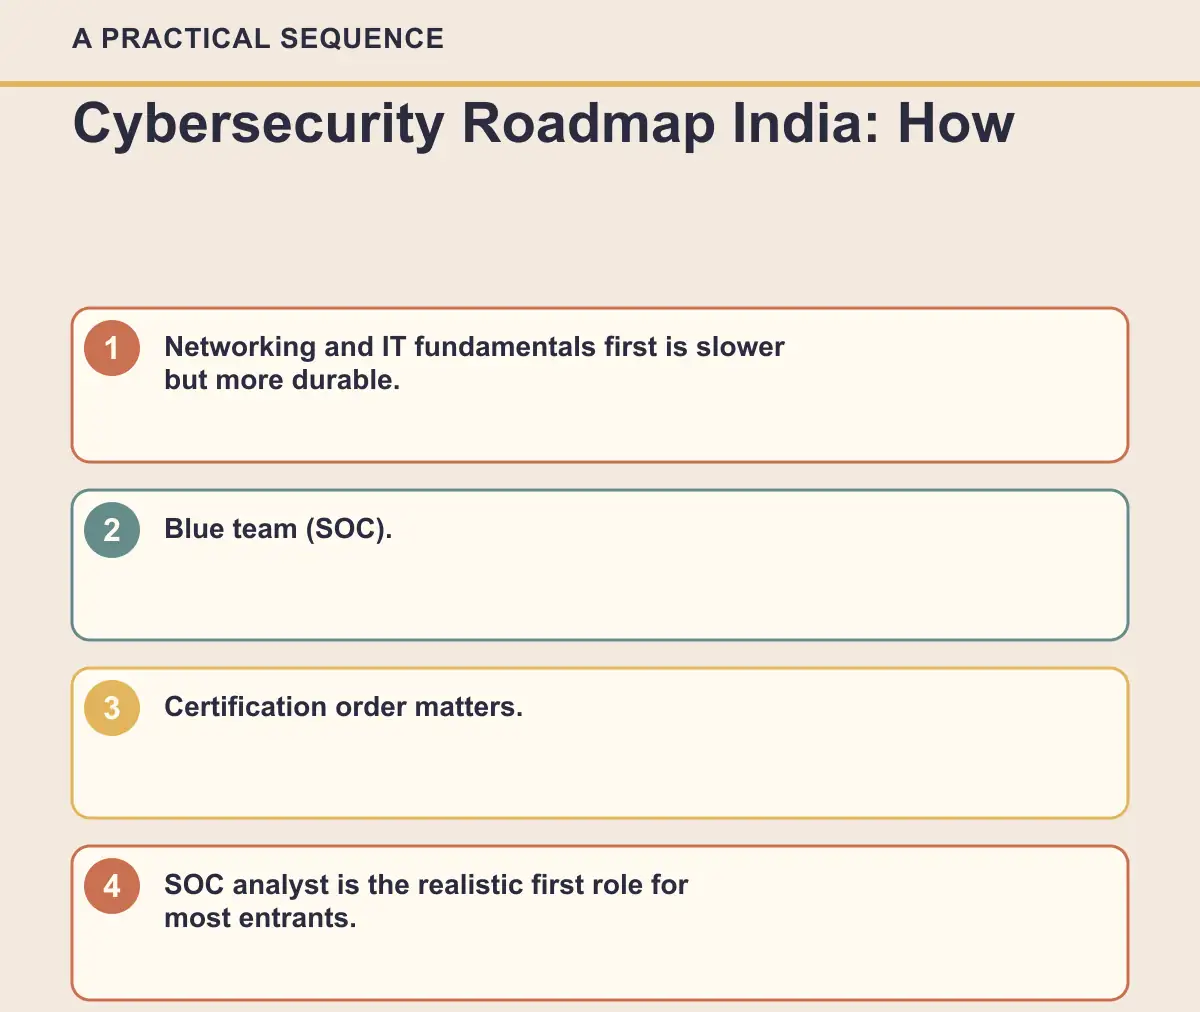 A PRACTICAL SEQUENCE
Cybersecurity Roadmap India: How
1
Networking and IT fundamentals first is slower
but more durable.
2
Blue team (SOC).
3
Certification order matters.
4
SOC analyst is the realistic first role for
most entrants.